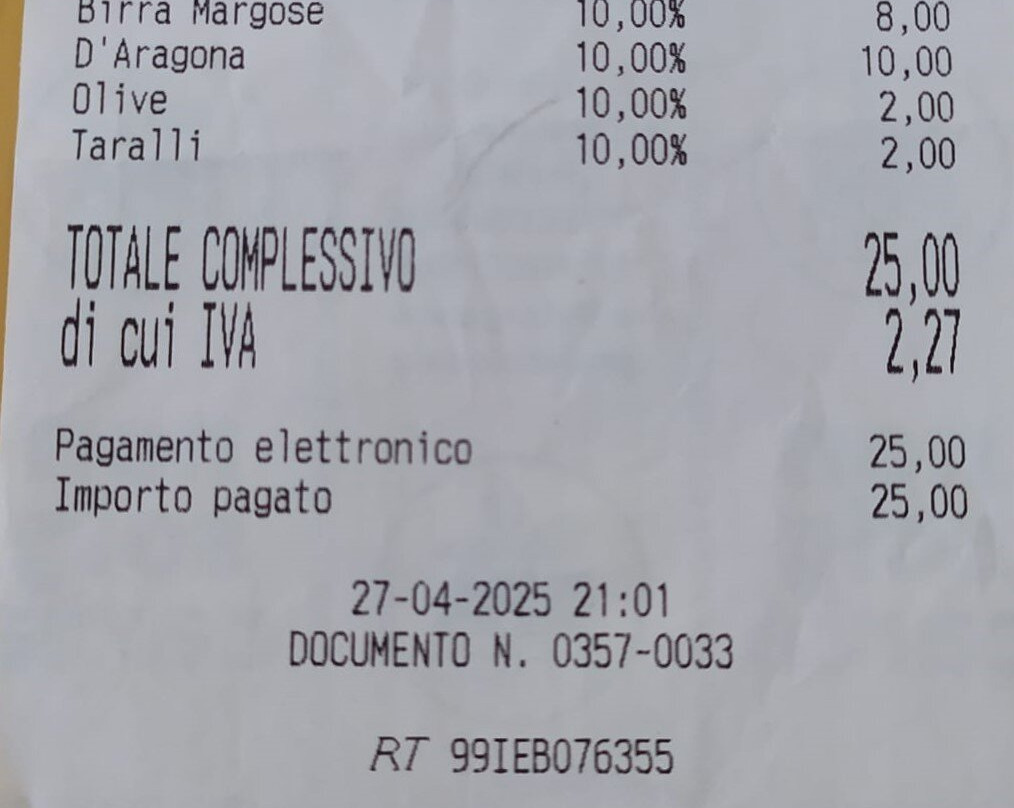 Birra Margose 10,00% 8,00
D'Aragona 10,00% 10,00
Olive 10,00% 2,00
Taralli 10,00% 2,00
TOTALE COMPLESSIVO 25,00
di cui IVA 2,27
Pagamento elettronico 25,00
Importo pagato 25,00
27-04-2025 21:01
DOCUMENTO N. 0357-0033
RT 99IEB076355